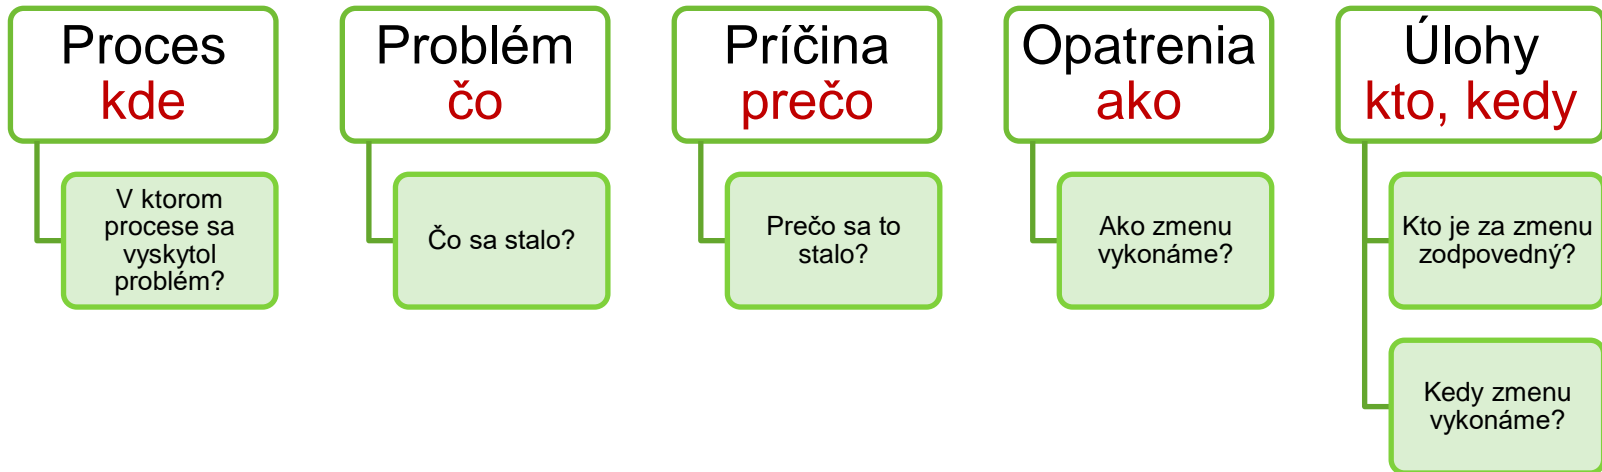 Proces
kde
V ktorom
procese sa
vyskytol
problém?
Problém
čo
Čo sa stalo?
Príčina
prečo
Prečo sa to
stalo?
Opatrenia
ako
Ako zmenu
vykonáme?
Úlohy
kto, kedy
Kto je za zmenu
zodpovedný?
Kedy zmenu
vykonáme?